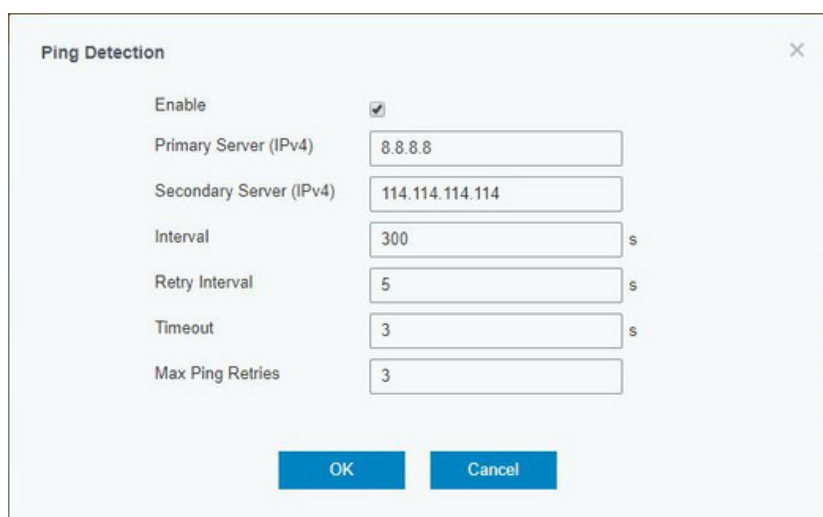 Ping Detection
Enable
Primary Server (IPv4) 8.8.8.8
Secondary Server (IPv4) 114.114.114.114
Interval 300 s
Retry Interval 5 s
Timeout 3 s
Max Ping Retries 3
OK Cancel